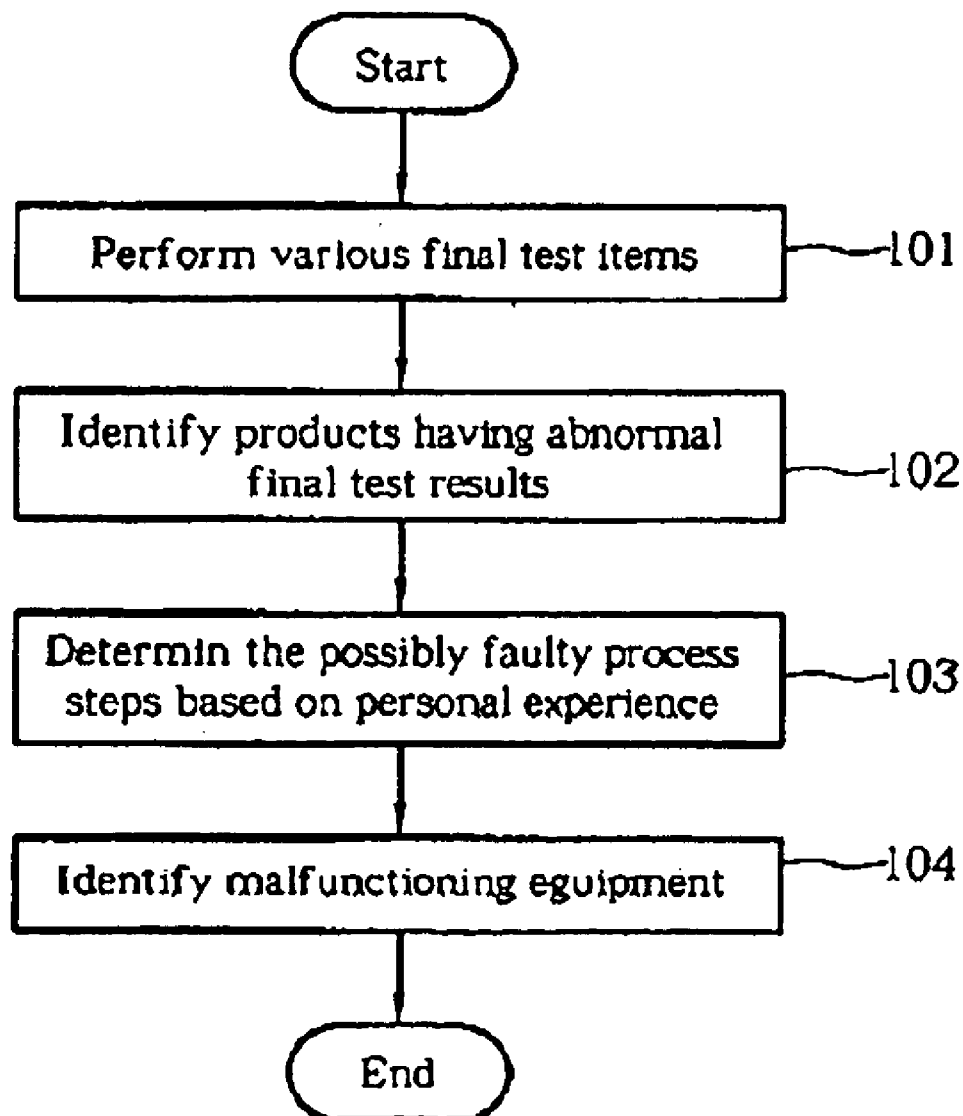 Start
Perform various final test items
101
Identify products having abnormal
final test results
102
Determin the possibly faulty process
steps based on personal experience
103
Identify malfunctioning eguipment
104
End